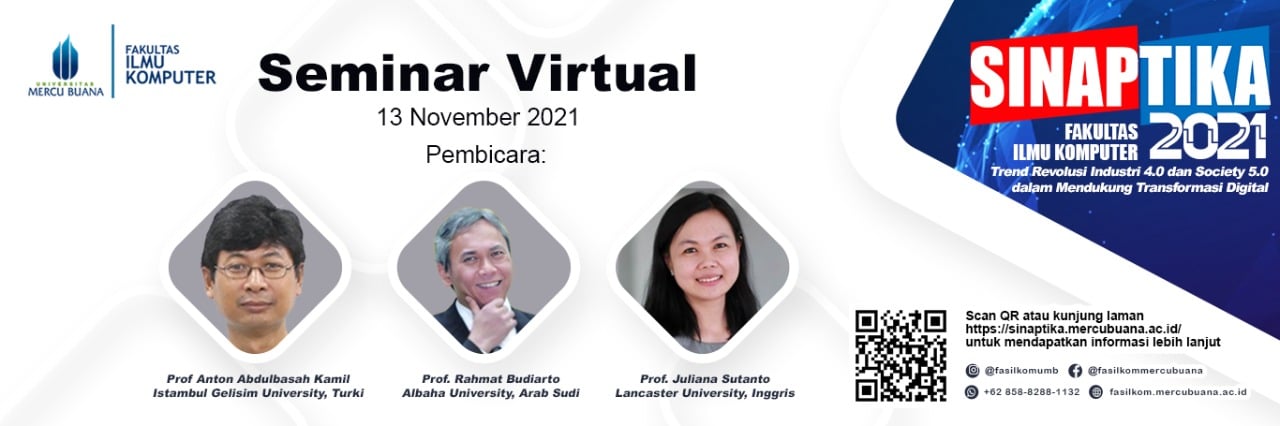 UNIVERSITAS
MERCU BUANA
FAKULTAS
ILMU
KOMPUTER
Seminar Virtual
13 November 2021
Pembicara:
Prof Anton Abdulbasah Kamil
Istambul Gelisim University, Turki
Prof. Rahmat Budiarto
Albaha University, Arab Sudi
Prof. Juliana Sutanto
Lancaster University, Inggris
SINAPTIKA
FAKULTAS
ILMU KOMPUTER
2021
Trend Revolusi Industri 4.0 dan Society 5.0
dalam Mendukung Transformasi Digital
Scan QR atau kunjung laman
https://sinaptika.mercubuana.ac.id/
untuk mendapatkan informasi lebih lanjut
@fasilkomumb @fasilkommercubuana
+62 858-8288-1132 fasilkom.mercubuana.ac.id